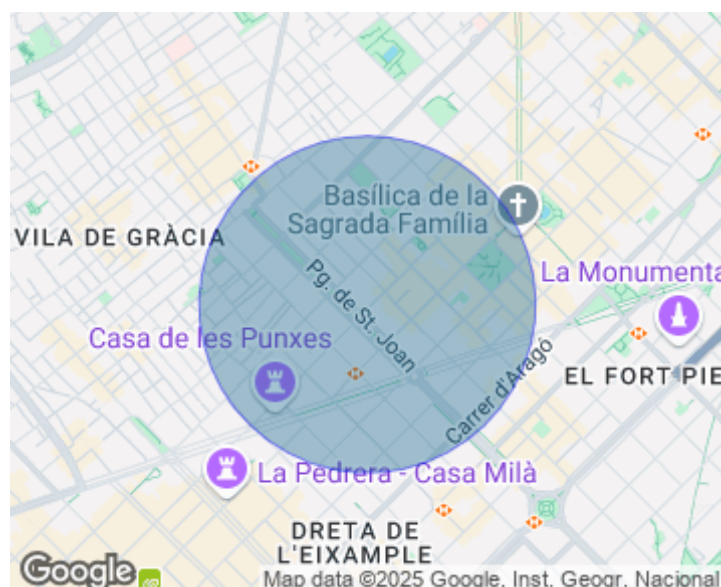 Basílica de la
Sagrada Família
VILA DE GRÀCIA
La Monumenta
Pg. de St. Joan
Casa de les Punxes
EL FORT PIE
Carrer d'Aragó
La Pedrera - Casa Milà
DRETA DE
L'EIXAMPLE
Google
Map data ©2025 Google, Inst. Geogr. Nacional